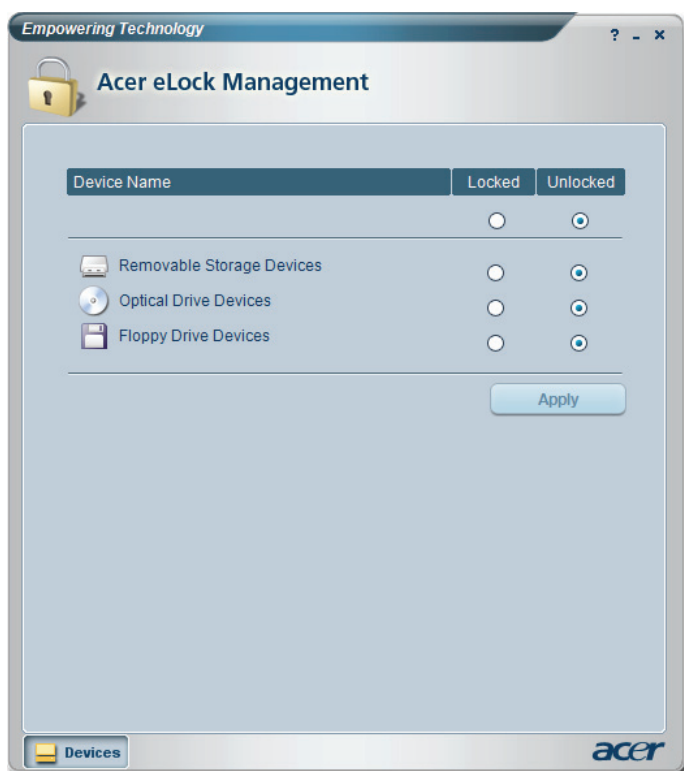 Empowering Technology
? - x
Acer eLock Management
Device Name Locked Unlocked
Removable Storage Devices
Optical Drive Devices
Floppy Drive Devices
Apply
Devices
acer